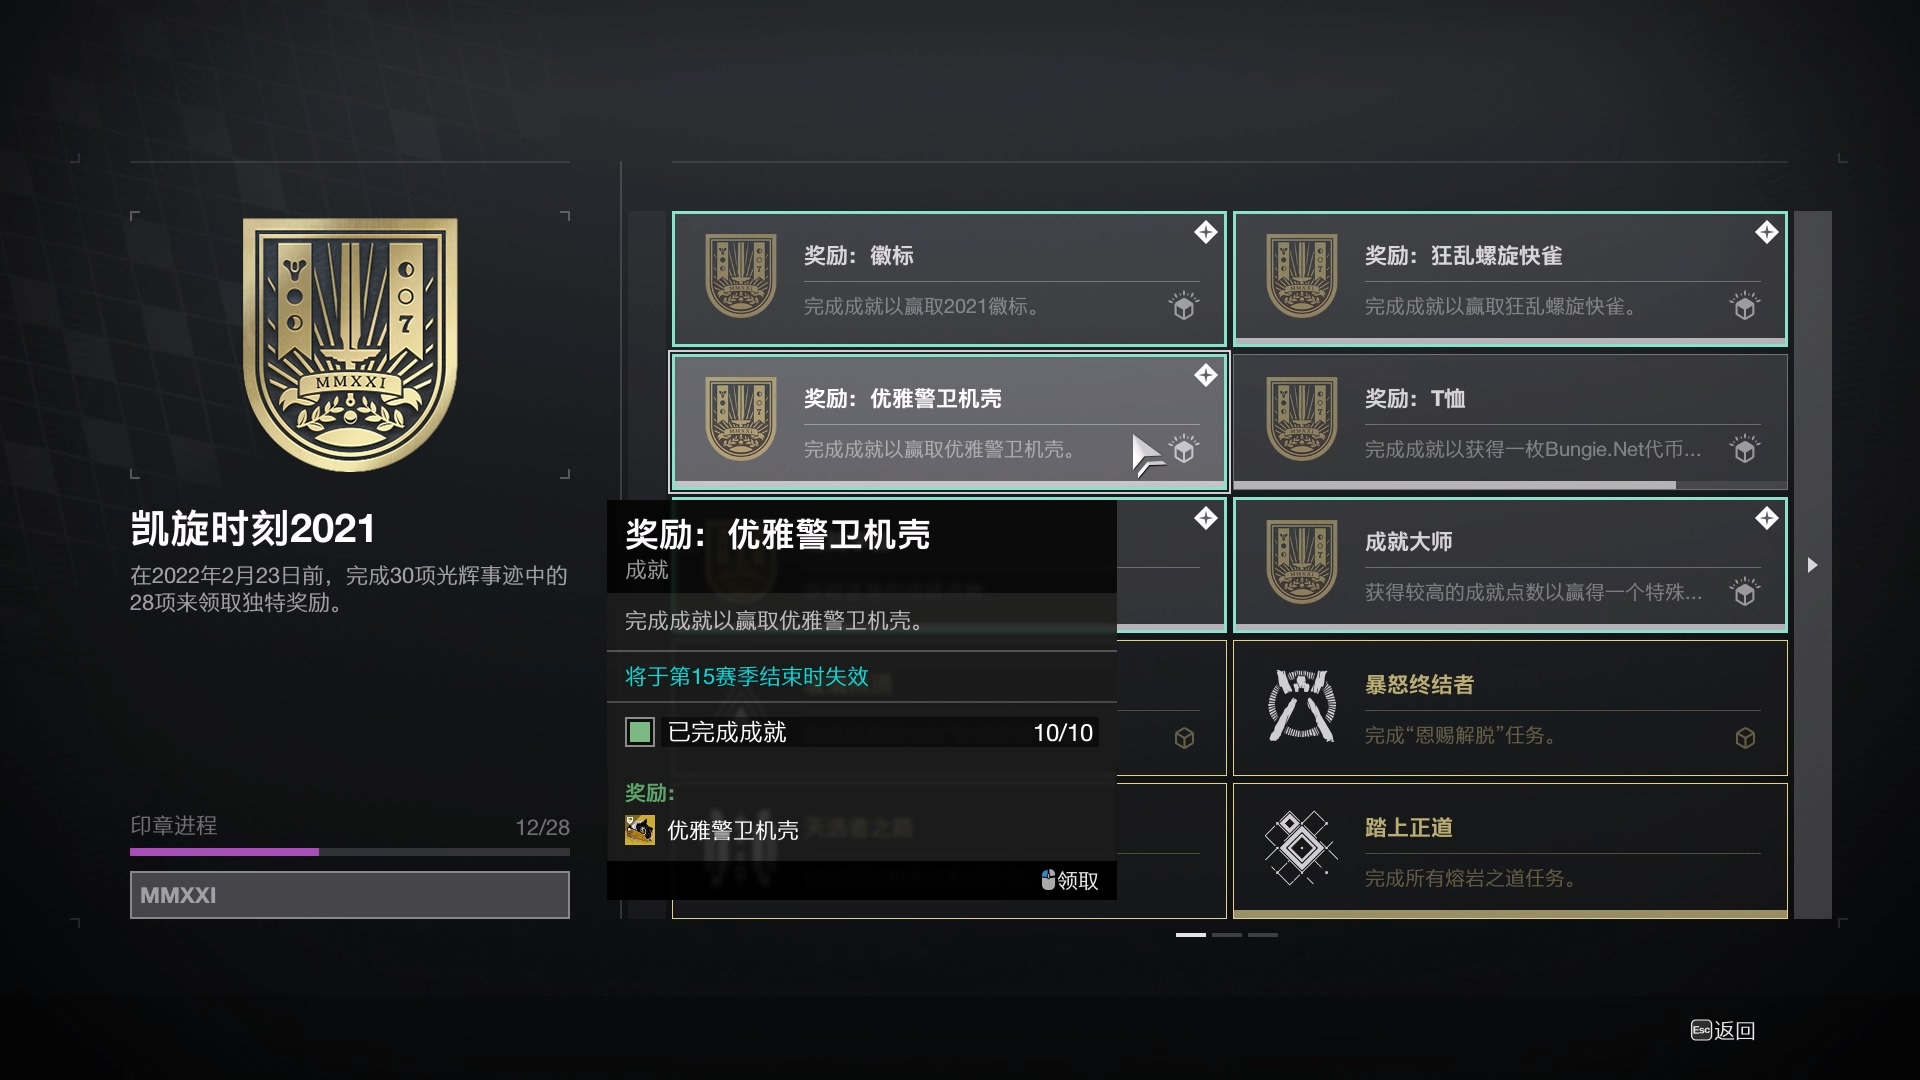 7
MMXXI
凯旋时刻2021
在2022年2月23日前，完成30项光辉事迹中的
28项来领取独特奖励。
印章进程
12/28
MMXXI
奖励：徽标
完成成就以赢取2021徽标。
奖励：狂乱螺旋快雀
完成成就以赢取狂乱螺旋快雀。
奖励：优雅警卫机壳
完成成就以赢取优雅警卫机壳。
奖励：T恤
完成成就以获得一枚Bungie.Net代币...
成就大师
获得较高的成就点数以赢得一个特殊...
暴怒终结者
完成“恩赐解脱”任务。
踏上正道
完成所有熔岩之道任务。
奖励：优雅警卫机壳
成就
完成成就以赢取优雅警卫机壳。
将于第15赛季结束时失效
已完成成就
10/10
奖励：
优雅警卫机壳
领取
Esc返回